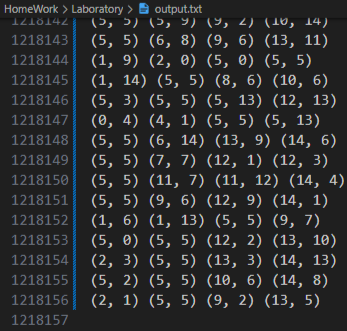 HomeWork > Laboratory > output.txt
1218142 (5, 5) (5, 9) (9, 2) (10, 14)
1218143 (5, 5) (6, 8) (9, 6) (13, 11)
1218144 (1, 9) (2, 0) (5, 0) (5, 5)
1218145 (1, 14) (5, 5) (8, 6) (10, 6)
1218146 (5, 3) (5, 5) (5, 13) (12, 13)
1218147 (0, 4) (4, 1) (5, 5) (5, 13)
1218148 (5, 5) (6, 14) (13, 9) (14, 6)
1218149 (5, 5) (7, 7) (12, 1) (12, 3)
1218150 (5, 5) (11, 7) (11, 12) (14, 4)
1218151 (5, 5) (9, 6) (12, 9) (14, 1)
1218152 (1, 6) (1, 13) (5, 5) (9, 7)
1218153 (5, 0) (5, 5) (12, 2) (13, 10)
1218154 (2, 3) (5, 5) (13, 3) (14, 13)
1218155 (5, 2) (5, 5) (10, 6) (14, 8)
1218156 (2, 1) (5, 5) (9, 2) (13, 5)
1218157